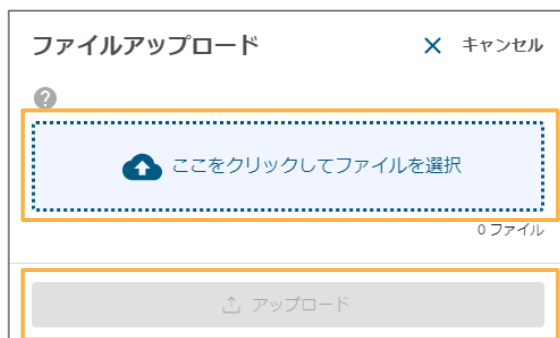 ファイルアップロード
キャンセル
?
ここをクリックしてファイルを選択
0 ファイル
アップロード